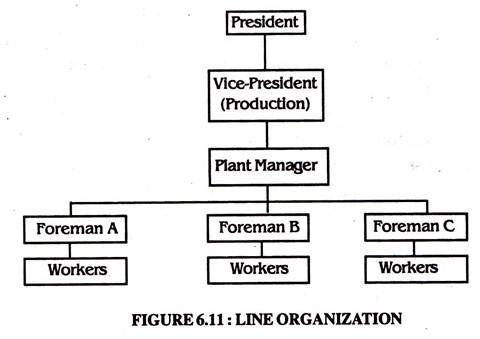 President
Vice-President
(Production)
Plant Manager
Foreman A
Foreman B
Foreman C
Workers
Workers
Workers
FIGURE 6.11 : LINE ORGANIZATION